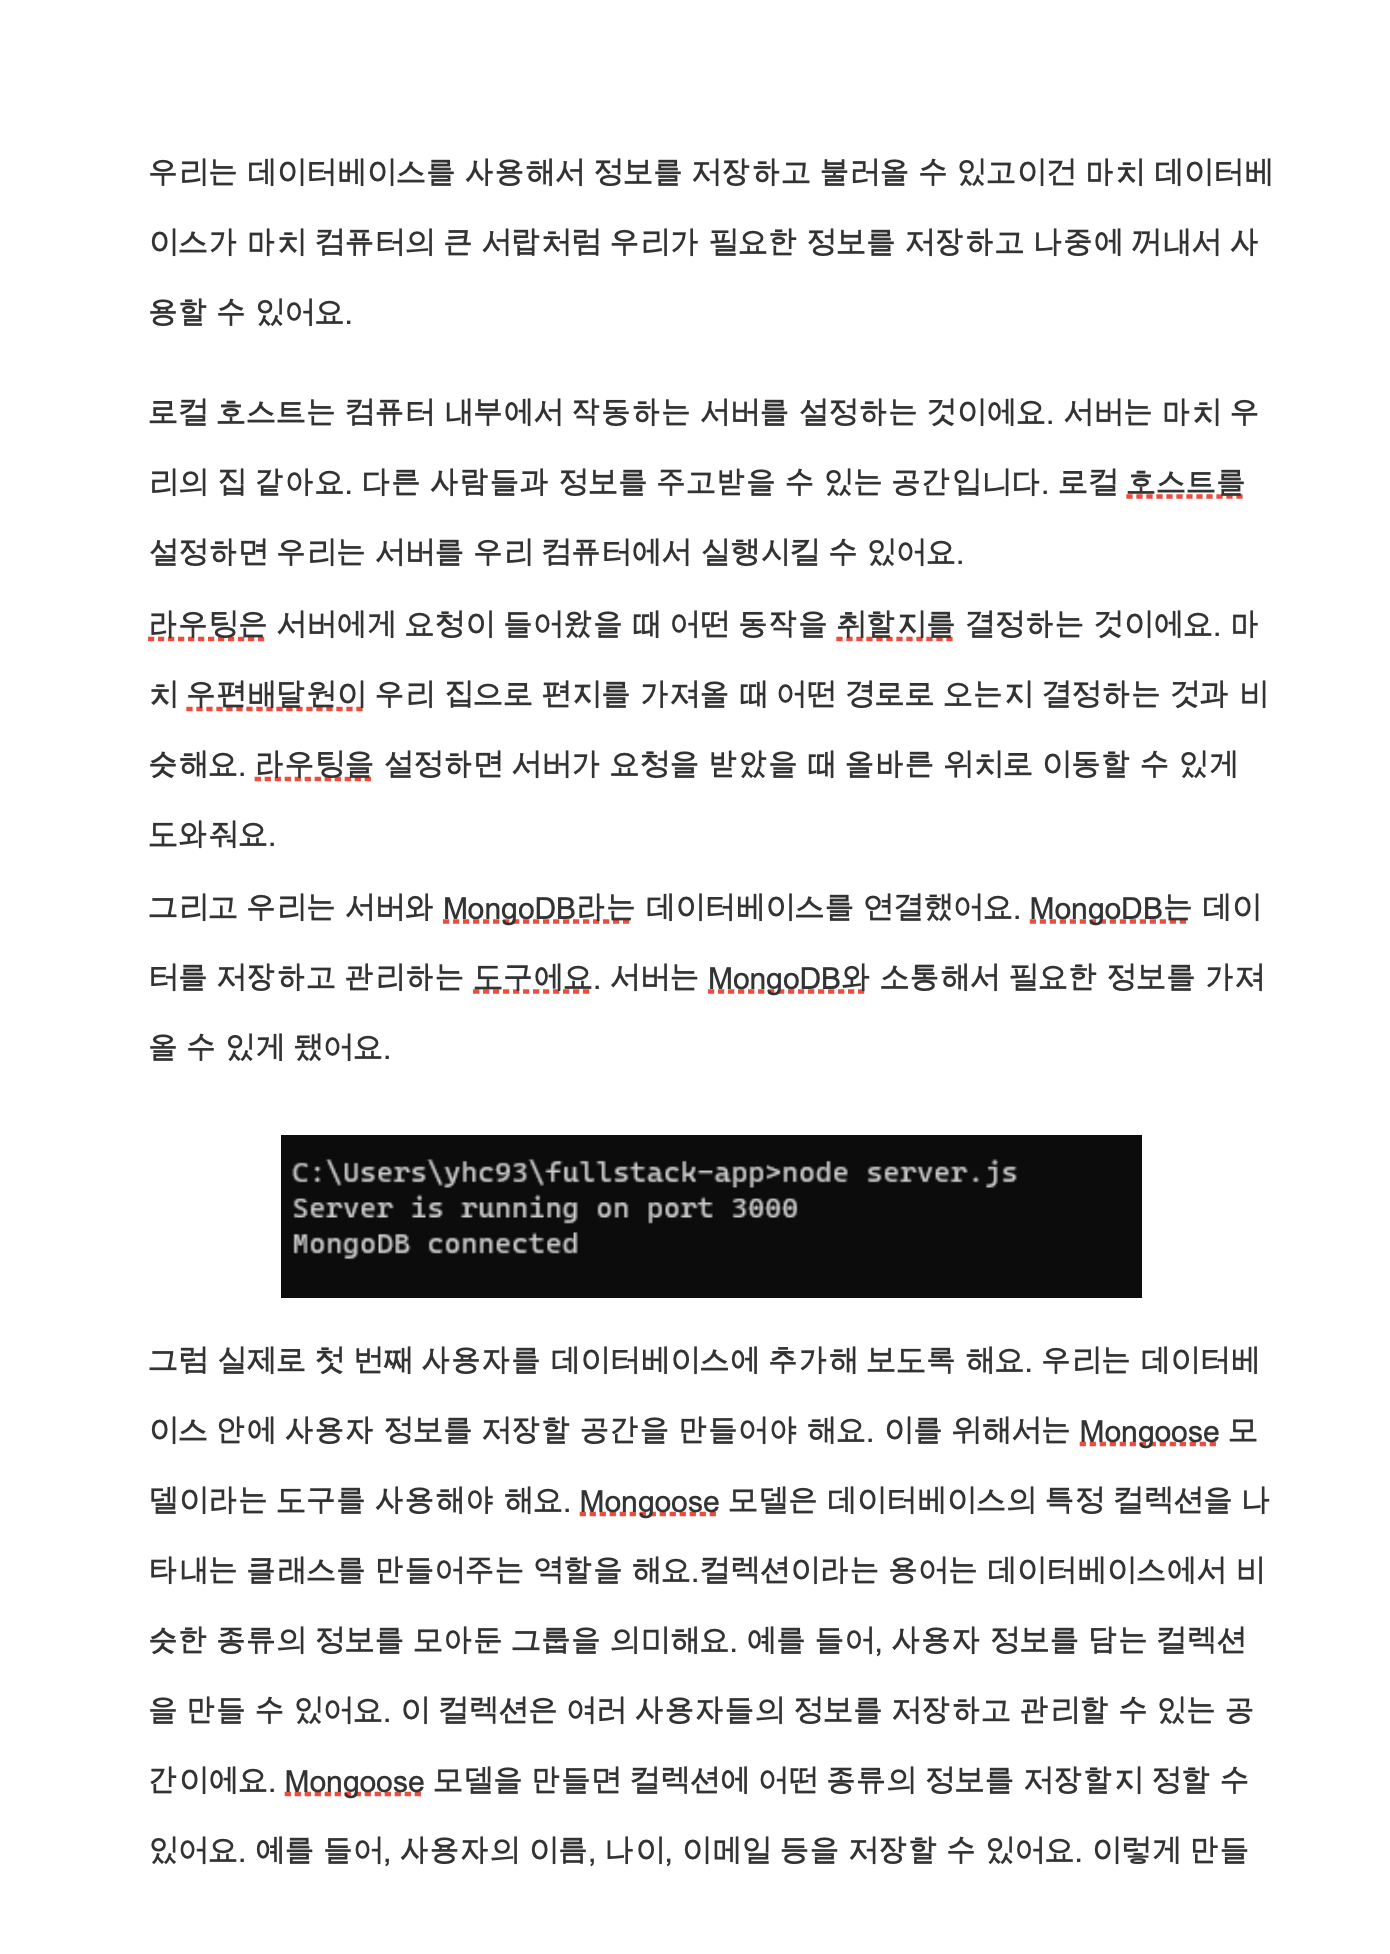 우리는 데이터베이스를 사용해서 정보를 저장하고 불러올 수 있고이건 마치 데이터베
이스가 마치 컴퓨터의 큰 서랍처럼 우리가 필요한 정보를 저장하고 나중에 꺼내서 사
용할 수 있어요.
로컬 호스트는 컴퓨터 내부에서 작동하는 서버를 설정하는 것이에요. 서버는 마치 우
리의 집 같아요. 다른 사람들과 정보를 주고받을 수 있는 공간입니다. 로컬 호스트를
설정하면 우리는 서버를 우리 컴퓨터에서 실행시킬 수 있어요.
라우팅은 서버에게 요청이 들어왔을 때 어떤 동작을 취할지를 결정하는 것이에요. 마
치 우편배달원이 우리 집으로 편지를 가져올 때 어떤 경로로 오는지 결정하는 것과 비
슷해요. 라우팅을 설정하면 서버가 요청을 받았을 때 올바른 위치로 이동할 수 있게
도와줘요.
그리고 우리는 서버와 MongoDB라는 데이터베이스를 연결했어요. MongoDB는 데이
터를 저장하고 관리하는 도구에요. 서버는 MongoDB와 소통해서 필요한 정보를 가져
올 수 있게 됐어요.
C:\Users\yhc93\fullstack-app>node server.js
Server is running on port 3000
MongoDB connected
그럼 실제로 첫 번째 사용자를 데이터베이스에 추가해 보도록 해요. 우리는 데이터베
이스 안에 사용자 정보를 저장할 공간을 만들어야 해요. 이를 위해서는 Mongoose 모
델이라는 도구를 사용해야 해요. Mongoose 모델은 데이터베이스의 특정 컬렉션을 나
타내는 클래스를 만들어주는 역할을 해요.컬렉션이라는 용어는 데이터베이스에서 비
슷한 종류의 정보를 모아둔 그룹을 의미해요. 예를 들어, 사용자 정보를 담는 컬렉션
을 만들 수 있어요. 이 컬렉션은 여러 사용자들의 정보를 저장하고 관리할 수 있는 공
간이에요. Mongoose 모델을 만들면 컬렉션에 어떤 종류의 정보를 저장할지 정할 수
있어요. 예를 들어, 사용자의 이름, 나이, 이메일 등을 저장할 수 있어요. 이렇게 만들